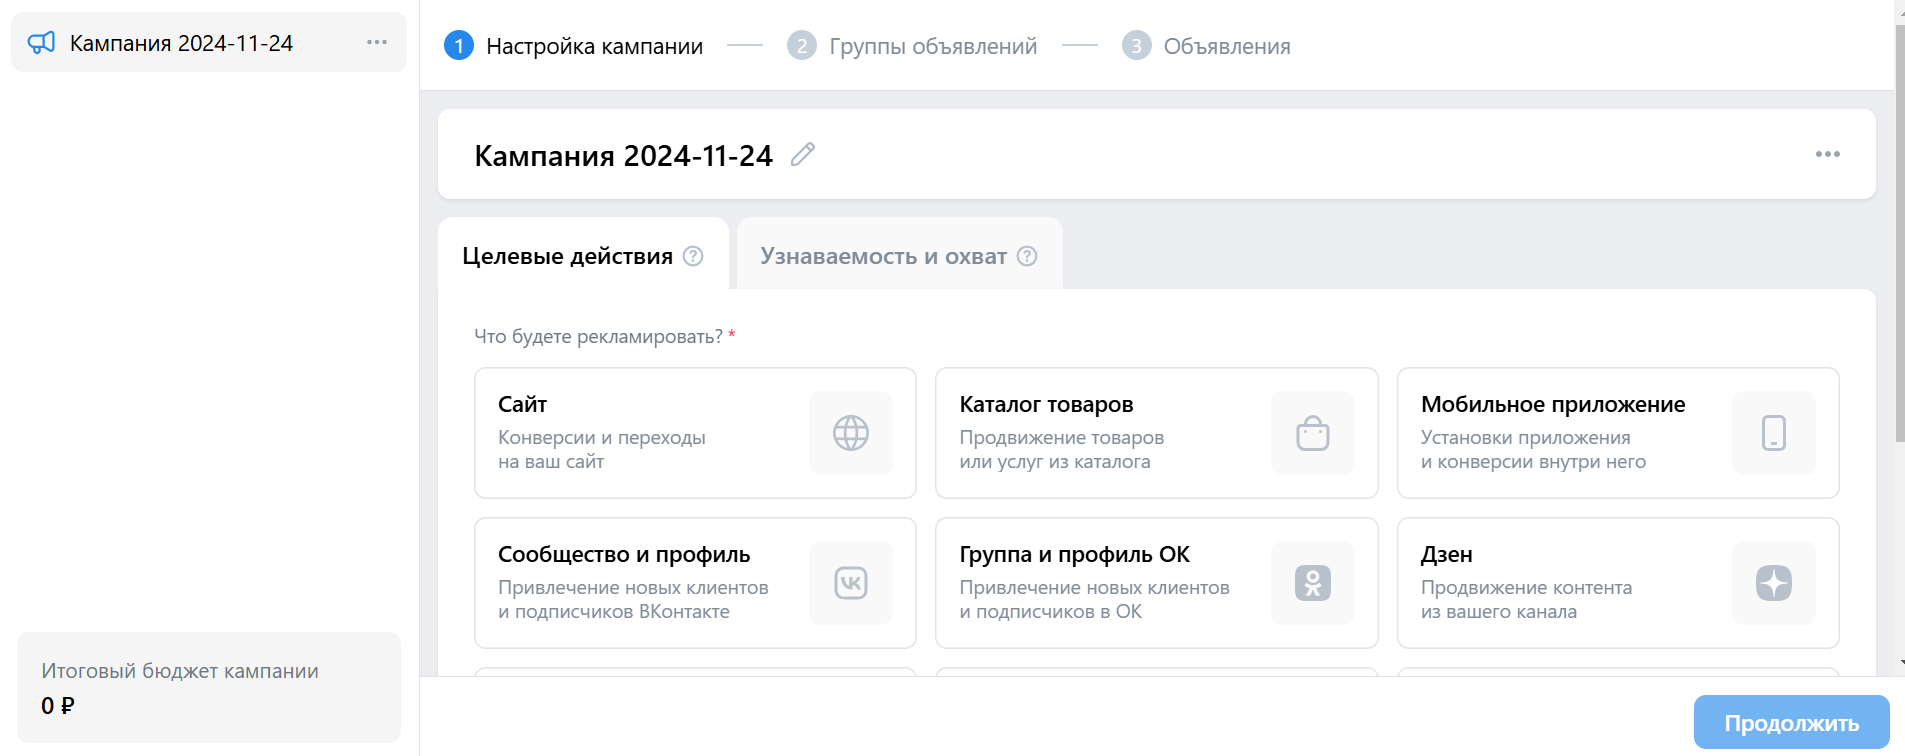 Кампания 2024-11-24
Итоговый бюджет кампании
0 ₽
1 Настройка кампании
2 Группы объявлений
3 Объявления
Кампания 2024-11-24
Целевые действия ?
Узнаваемость и охват ?
Что будете рекламировать? *
Сайт
Конверсии и переходы
на ваш сайт
Каталог товаров
Продвижение товаров
или услуг из каталога
Мобильное приложение
Установки приложения
и конверсии внутри него
Сообщество и профиль
Привлечение новых клиентов
и подписчиков ВКонтакте
Группа и профиль ОК
Привлечение новых клиентов
и подписчиков в ОК
Дзен
Продвижение контента
из вашего канала
Продолжить